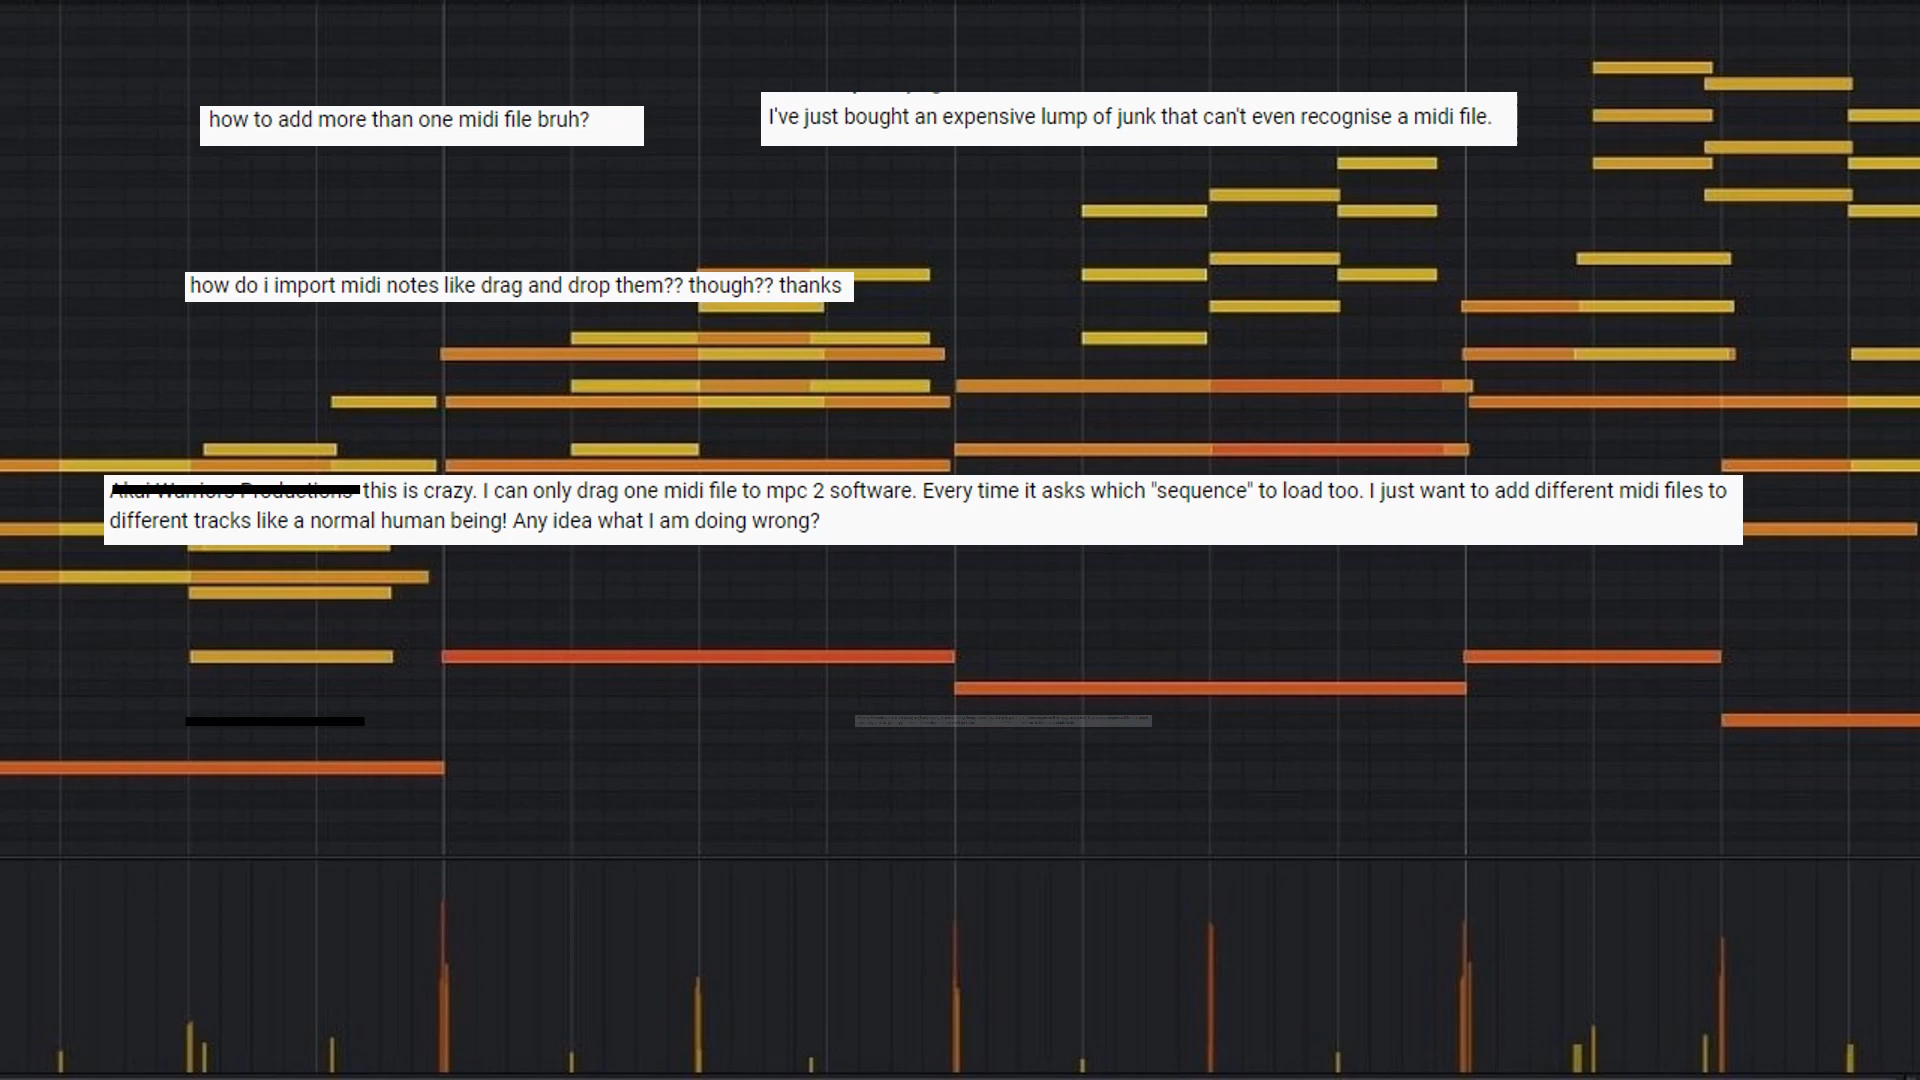 how to add more than one midi file bruh?
I've just bought an expensive lump of junk that can't even recognise a midi file.
how do i import midi notes like drag and drop them?? though?? thanks
this is crazy. I can only drag one midi file to mpc 2 software. Every time it asks which "sequence" to load too. I just want to add different midi files to
different tracks like a normal human being! Any idea what I am doing wrong?